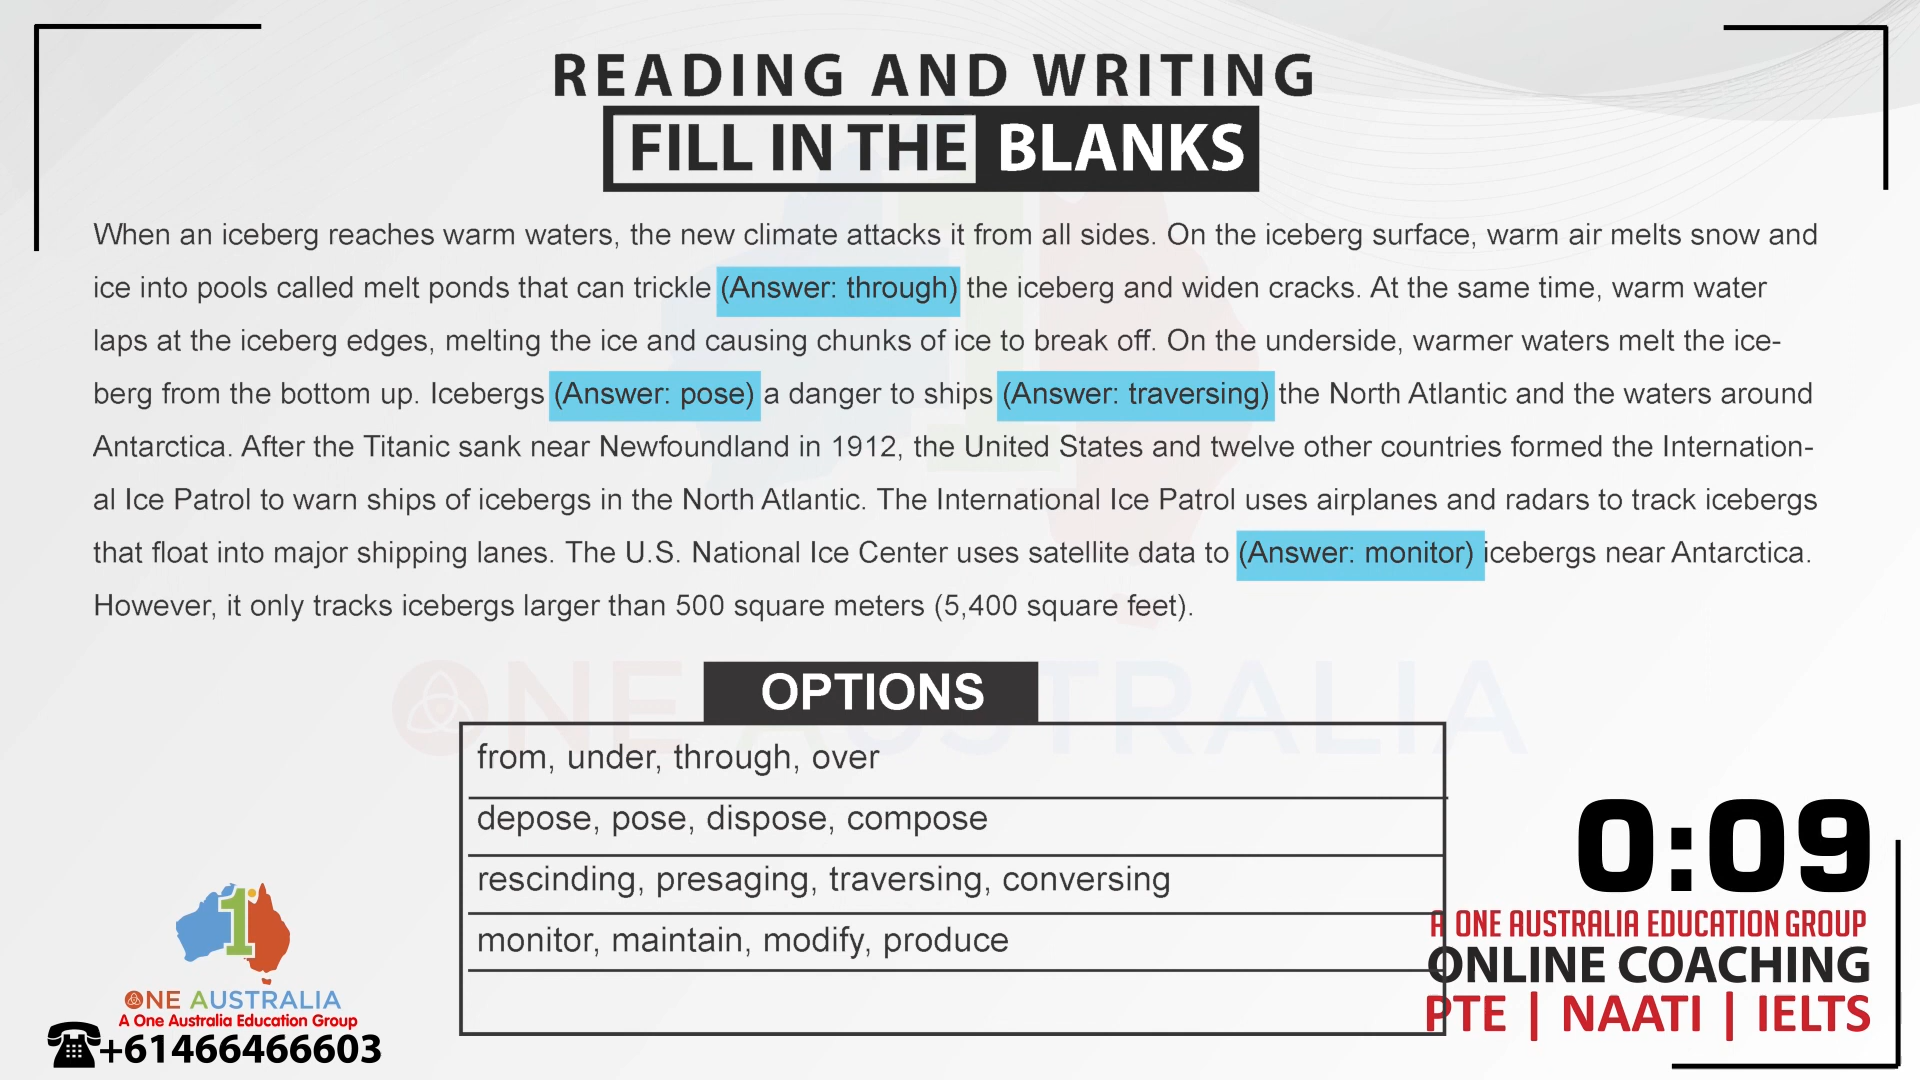 READING AND WRITING
FILL IN THE BLANKS
When an iceberg reaches warm waters, the new climate attacks it from all sides. On the iceberg surface, warm air melts snow and
ice into pools called melt ponds that can trickle (Answer: through) the iceberg and widen cracks. At the same time, warm water
laps at the iceberg edges, melting the ice and causing chunks of ice to break off. On the underside, warmer waters melt the ice-
berg from the bottom up. Icebergs (Answer: pose) a danger to ships (Answer: traversing) the North Atlantic and the waters around
Antarctica. After the Titanic sank near Newfoundland in 1912, the United States and twelve other countries formed the Internation-
al Ice Patrol to warn ships of icebergs in the North Atlantic. The International Ice Patrol uses airplanes and radars to track icebergs
that float into major shipping lanes. The U.S. National Ice Center uses satellite data to (Answer: monitor) icebergs near Antarctica.
However, it only tracks icebergs larger than 500 square meters (5,400 square feet).
ONE AUSTRALIA
OPTIONS
from, under, through, over
depose, pose, dispose, compose
rescinding, presaging, traversing, conversing
monitor, maintain, modify, produce
0:09
A ONE AUSTRALIA EDUCATION GROUP
ONLINE COACHING
PTE | NAATI | IELTS
1
ONE AUSTRALIA
A One Australia Education Group
+61466466603